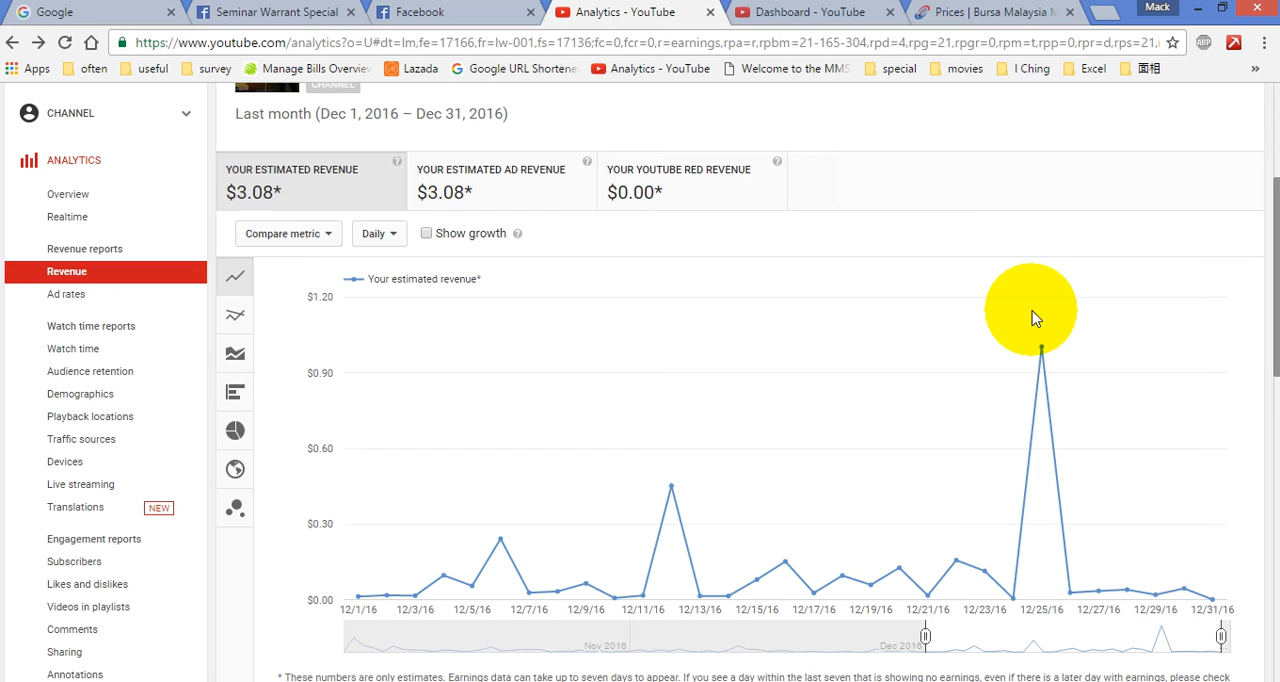 Google
Seminar Warrant Special
Facebook
Analytics - YouTube
Dashboard - YouTube
Prices | Bursa Malaysia M
Mack
https://www.youtube.com/analytics?o=U#dt=lm,fe=17166,fr=lw-001,fs=17136;fc=0,fcr=0,r=earnings,rpa=r,rpbm=21-165-304,rpd=4,rpg=21,rpgr=0,rpm=t,rpp=0,rpr=d,rps=21,
ABP
Apps
often
useful
survey
Manage Bills Overview
Lazada
Google URL Shortene
Analytics - YouTube
Welcome to the MMS
special
movies
I Ching
Excel
面相
»
CHANNEL
ANALYTICS
Overview
Realtime
Revenue reports
Revenue
Ad rates
Watch time reports
Watch time
Audience retention
Demographics
Playback locations
Traffic sources
Devices
Live streaming
Translations
NEW
Engagement reports
Subscribers
Likes and dislikes
Videos in playlists
Comments
Sharing
Annotations
CHANNEL
Last month (Dec 1, 2016 – Dec 31, 2016)
YOUR ESTIMATED REVENUE
?
$3.08*
YOUR ESTIMATED AD REVENUE
?
$3.08*
YOUR YOUTUBE RED REVENUE
?
$0.00*
Compare metric
Daily
Show growth
?
Your estimated revenue*
$1.20
$0.90
$0.60
$0.30
$0.00
12/1/16 12/3/16 12/5/16 12/7/16 12/9/16 12/11/16 12/13/16 12/15/16 12/17/16 12/19/16 12/21/16 12/23/16 12/25/16 12/27/16 12/29/16 12/31/16
Nov 2016
Dec 2016
* These numbers are only estimates. Earnings data can take up to seven days to appear. If you see a day within the last seven that is showing no earnings, even if there is a later day with earnings, please check